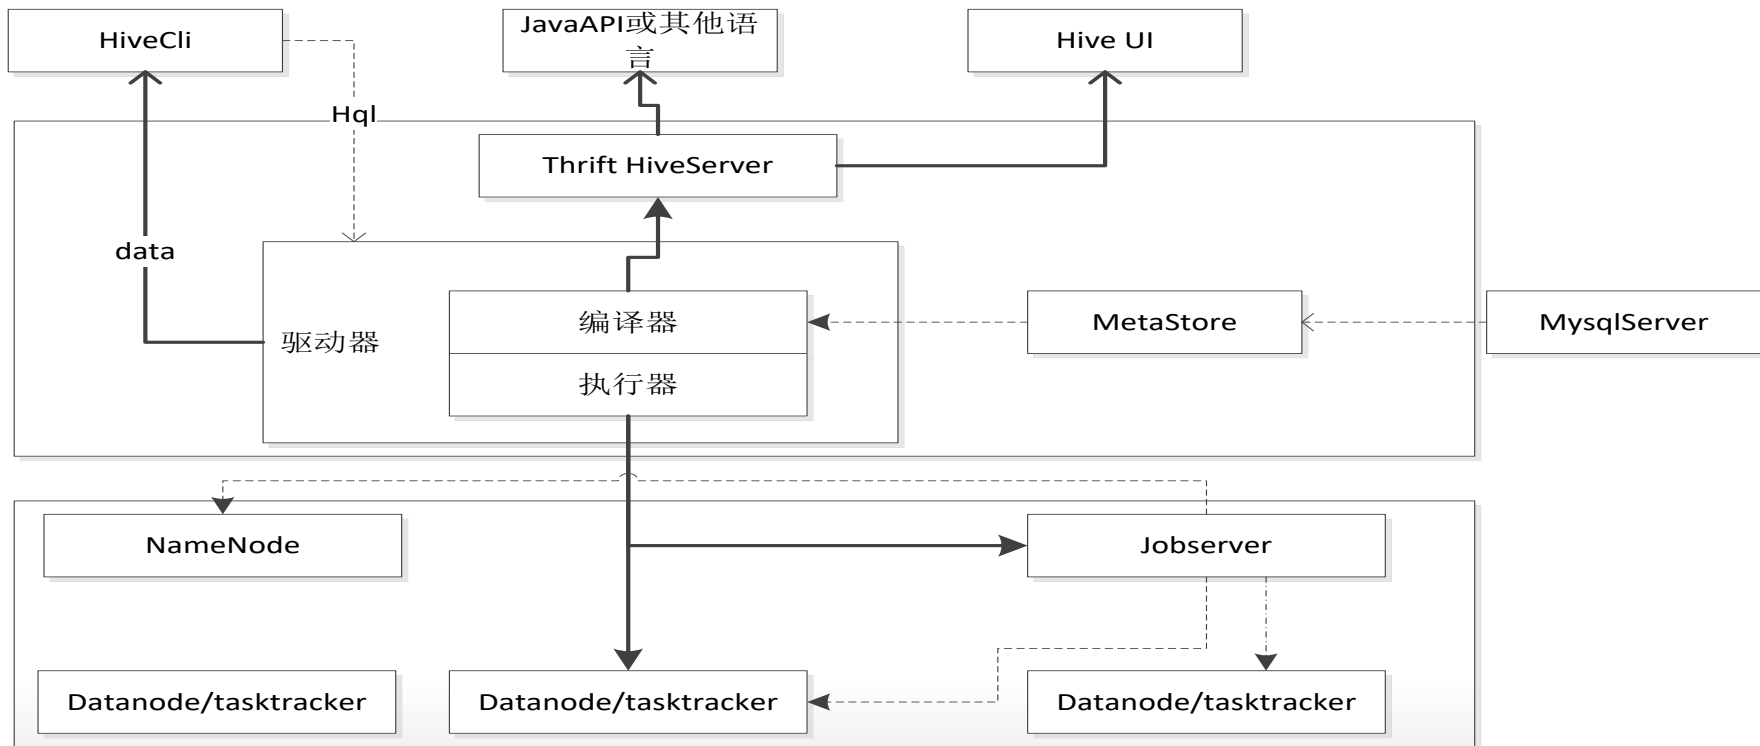 HiveCli
JavaAPI或其他语
言
Hive UI
Hql
Thrift HiveServer
data
驱动器
编译器
执行器
MetaStore
MysqlServer
NameNode
Jobserver
Datanode/tasktracker
Datanode/tasktracker
Datanode/tasktracker